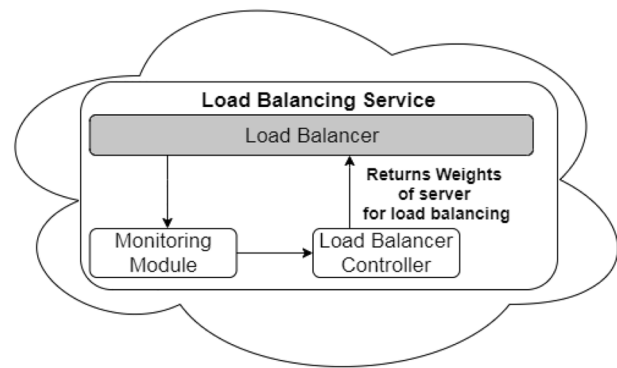 Load Balancing Service
Load Balancer
Returns Weights
of server
for load balancing
Monitoring
Module
Load Balancer
Controller